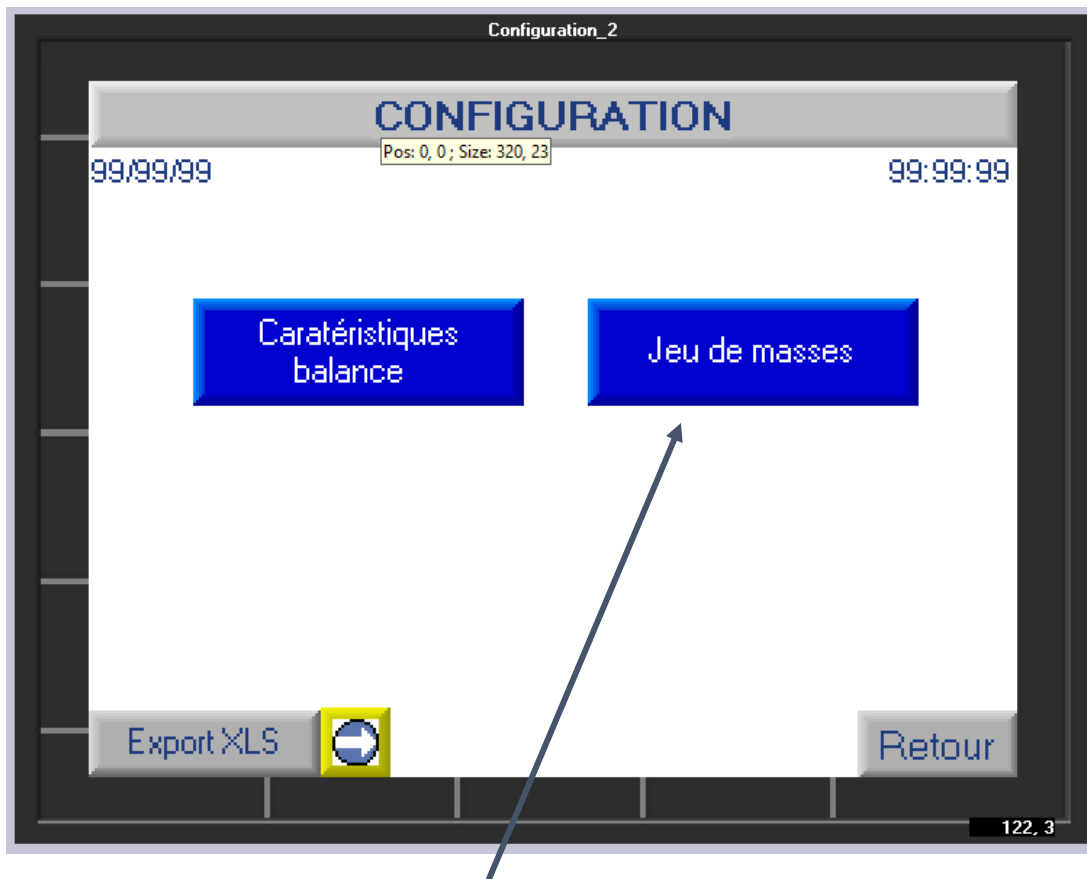 Configuration_2
CONFIGURATION
Pos: 0, 0 ; Size: 320, 23
99/99/99
99:99:99
Caratéristiques
balance
Jeu de masses
Export XLS
Retour
122, 3